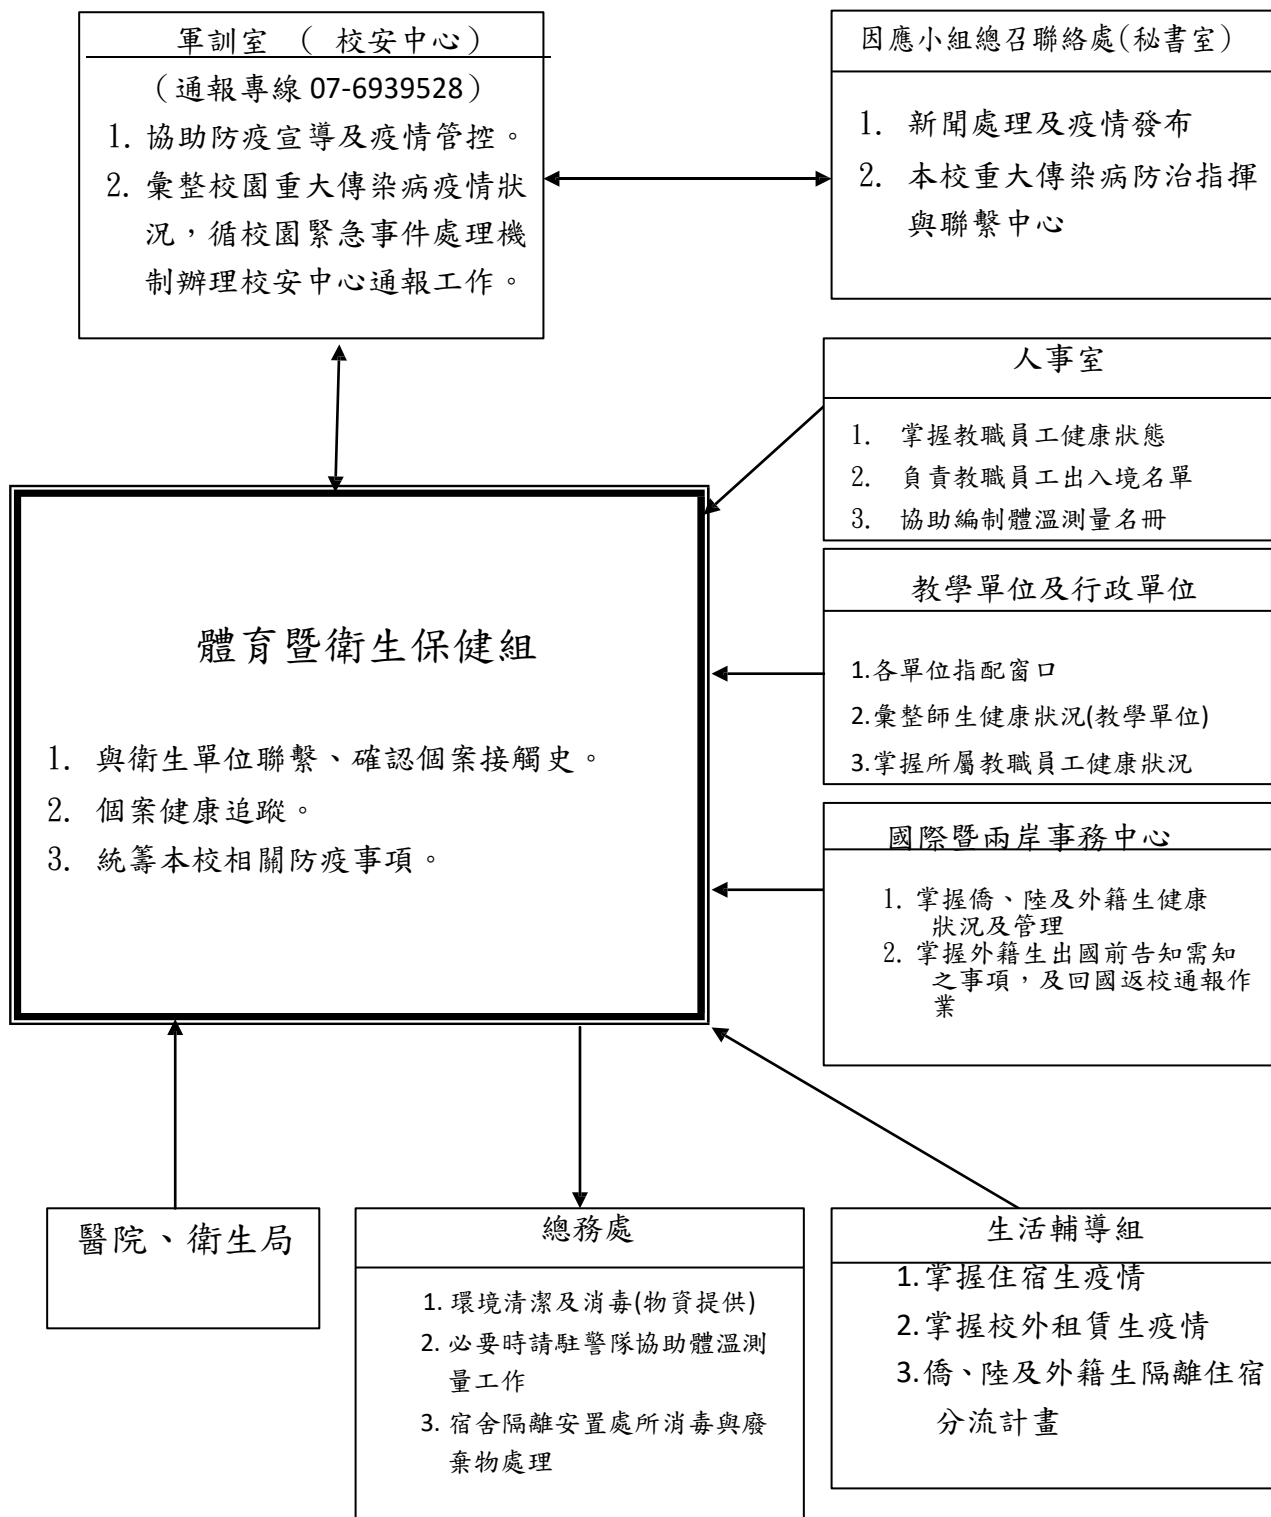 軍訓室 ( 校安中心)
(通報專線 07-6939528)
1. 協助防疫宣導及疫情管控。
2. 彙整校園重大傳染病疫情狀
況,循校園緊急事件處理機
制辦理校安中心通報工作。
因應小組總召聯絡處(秘書室)
1. 新聞處理及疫情發布
2. 本校重大傳染病防治指揮
與聯繫中心
人事室
1. 掌握教職員工健康狀態
2. 負責教職員工出入境名單
3. 協助編制體溫測量名冊
體育暨衛生保健組
1. 與衛生單位聯繫、確認個案接觸史。
2. 個案健康追蹤。
3. 統籌本校相關防疫事項。
教學單位及行政單位
1.各單位指配窗口
2.彙整師生健康狀況(教學單位)
3.掌握所屬教職員工健康狀況
國際暨兩岸事務中心
1. 掌握僑、陸及外籍生健康
狀況及管理
2. 掌握外籍生出國前告知需知
之事項,及回國返校通報作
業
醫院、衛生局
總務處
1. 環境清潔及消毒(物資提供)
2. 必要時請駐警隊協助體溫測
量工作
3. 宿舍隔離安置處所消毒與廢
棄物處理
生活輔導組
1.掌握住宿生疫情
2.掌握校外租賃生疫情
3.僑、陸及外籍生隔離住宿
分流計畫